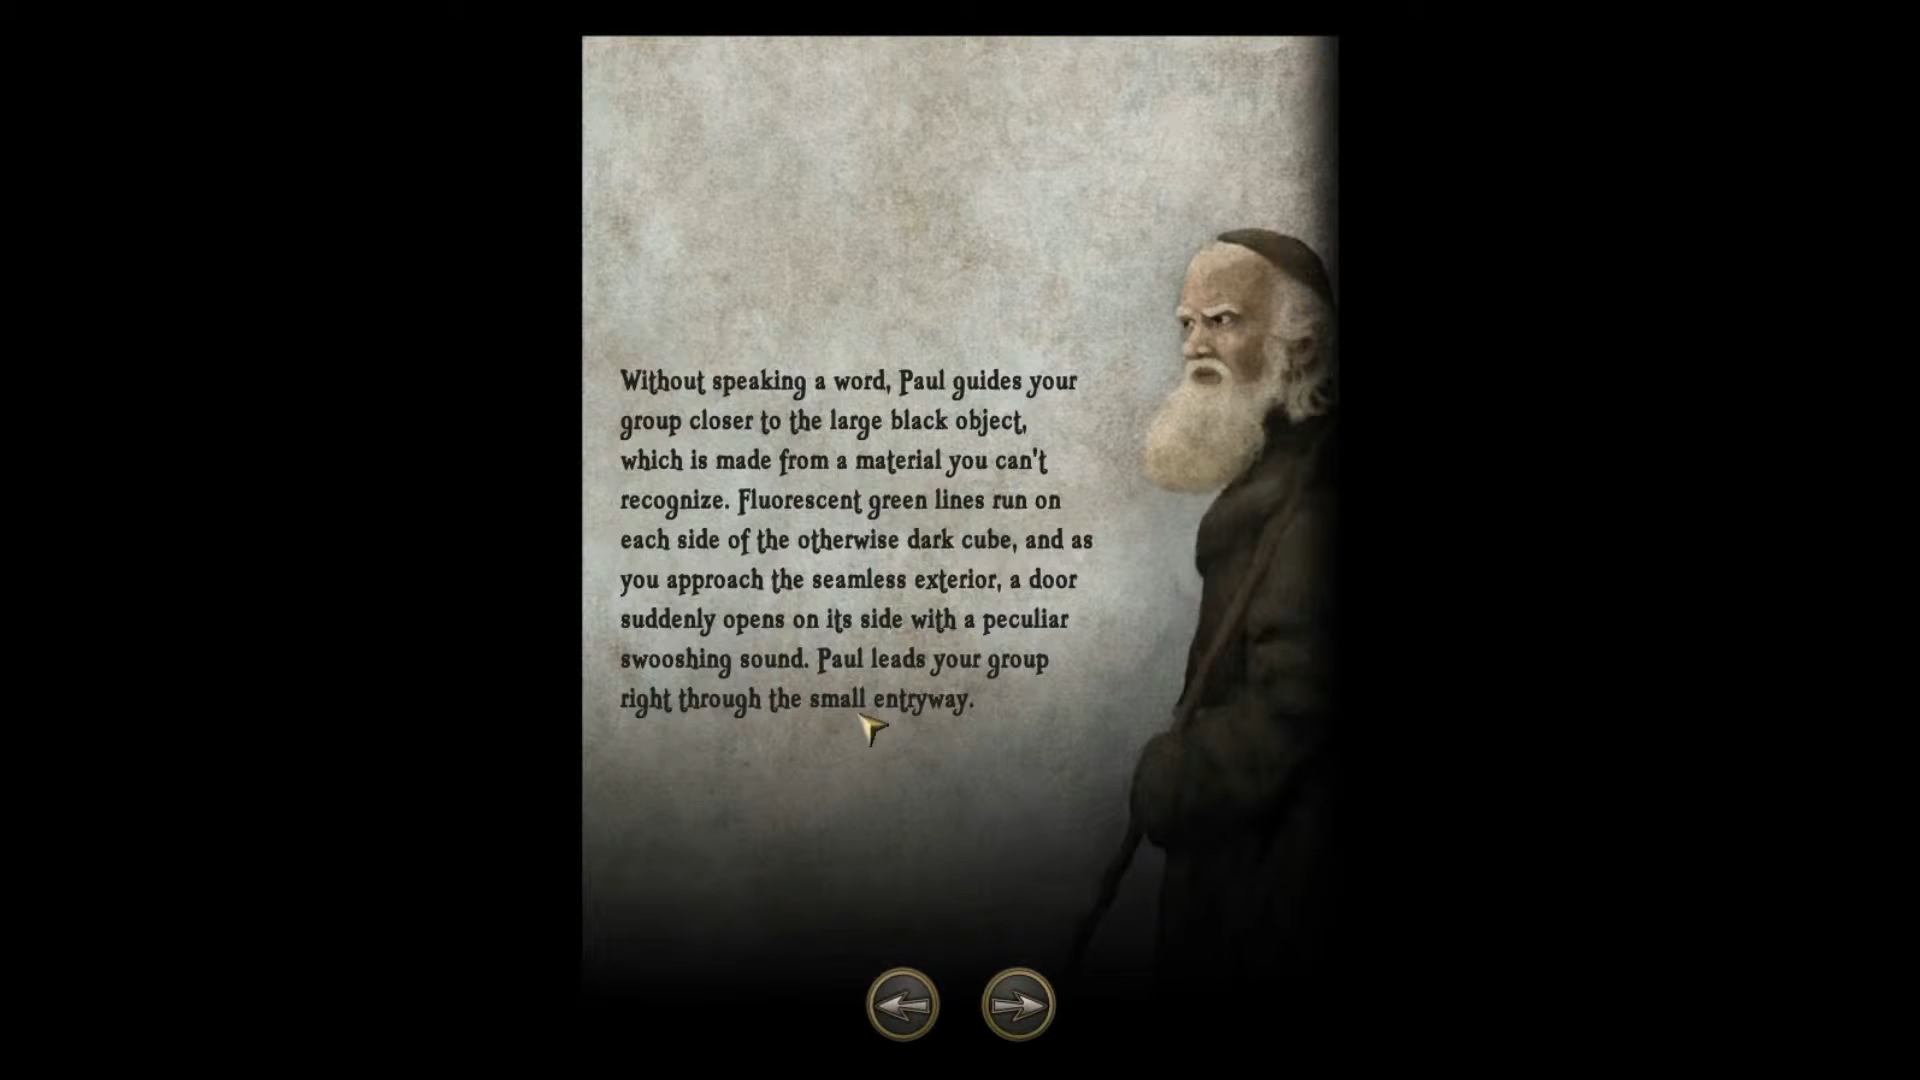 Without speaking a word, Paul guides your
group closer to the large black object,
which is made from a material you can't
recognize. Fluorescent green lines run on
each side of the otherwise dark cube, and as
you approach the seamless exterior, a door
suddenly opens on its side with a peculiar
swooshing sound. Paul leads your group
right through the small entryway.